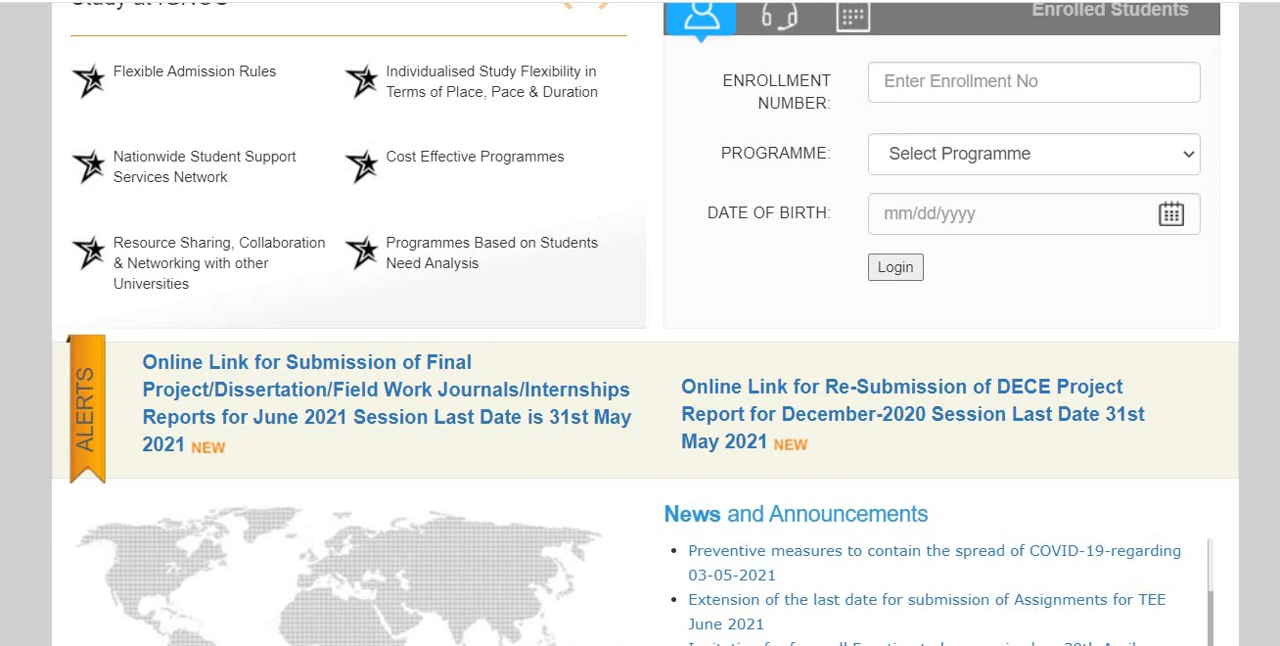 Study at IGNOU
Flexible Admission Rules
Individualised Study Flexibility in
Terms of Place, Pace & Duration
Nationwide Student Support
Services Network
Cost Effective Programmes
Resource Sharing, Collaboration
& Networking with other
Universities
Programmes Based on Students
Need Analysis
Enrolled Students
ENROLLMENT
NUMBER:
Enter Enrollment No
PROGRAMME:
Select Programme
DATE OF BIRTH:
mm/dd/yyyy
Login
ALERTS
Online Link for Submission of Final
Project/Dissertation/Field Work Journals/Internships
Reports for June 2021 Session Last Date is 31st May
2021 NEW
Online Link for Re-Submission of DECE Project
Report for December-2020 Session Last Date 31st
May 2021 NEW
News and Announcements
Preventive measures to contain the spread of COVID-19-regarding
03-05-2021
Extension of the last date for submission of Assignments for TEE
June 2021